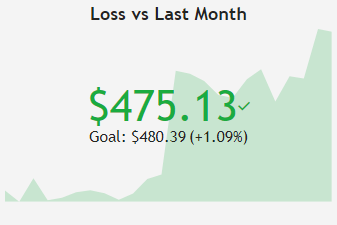 Loss vs Last Month
$475.13✓
Goal: $480.39 (+1.09%)